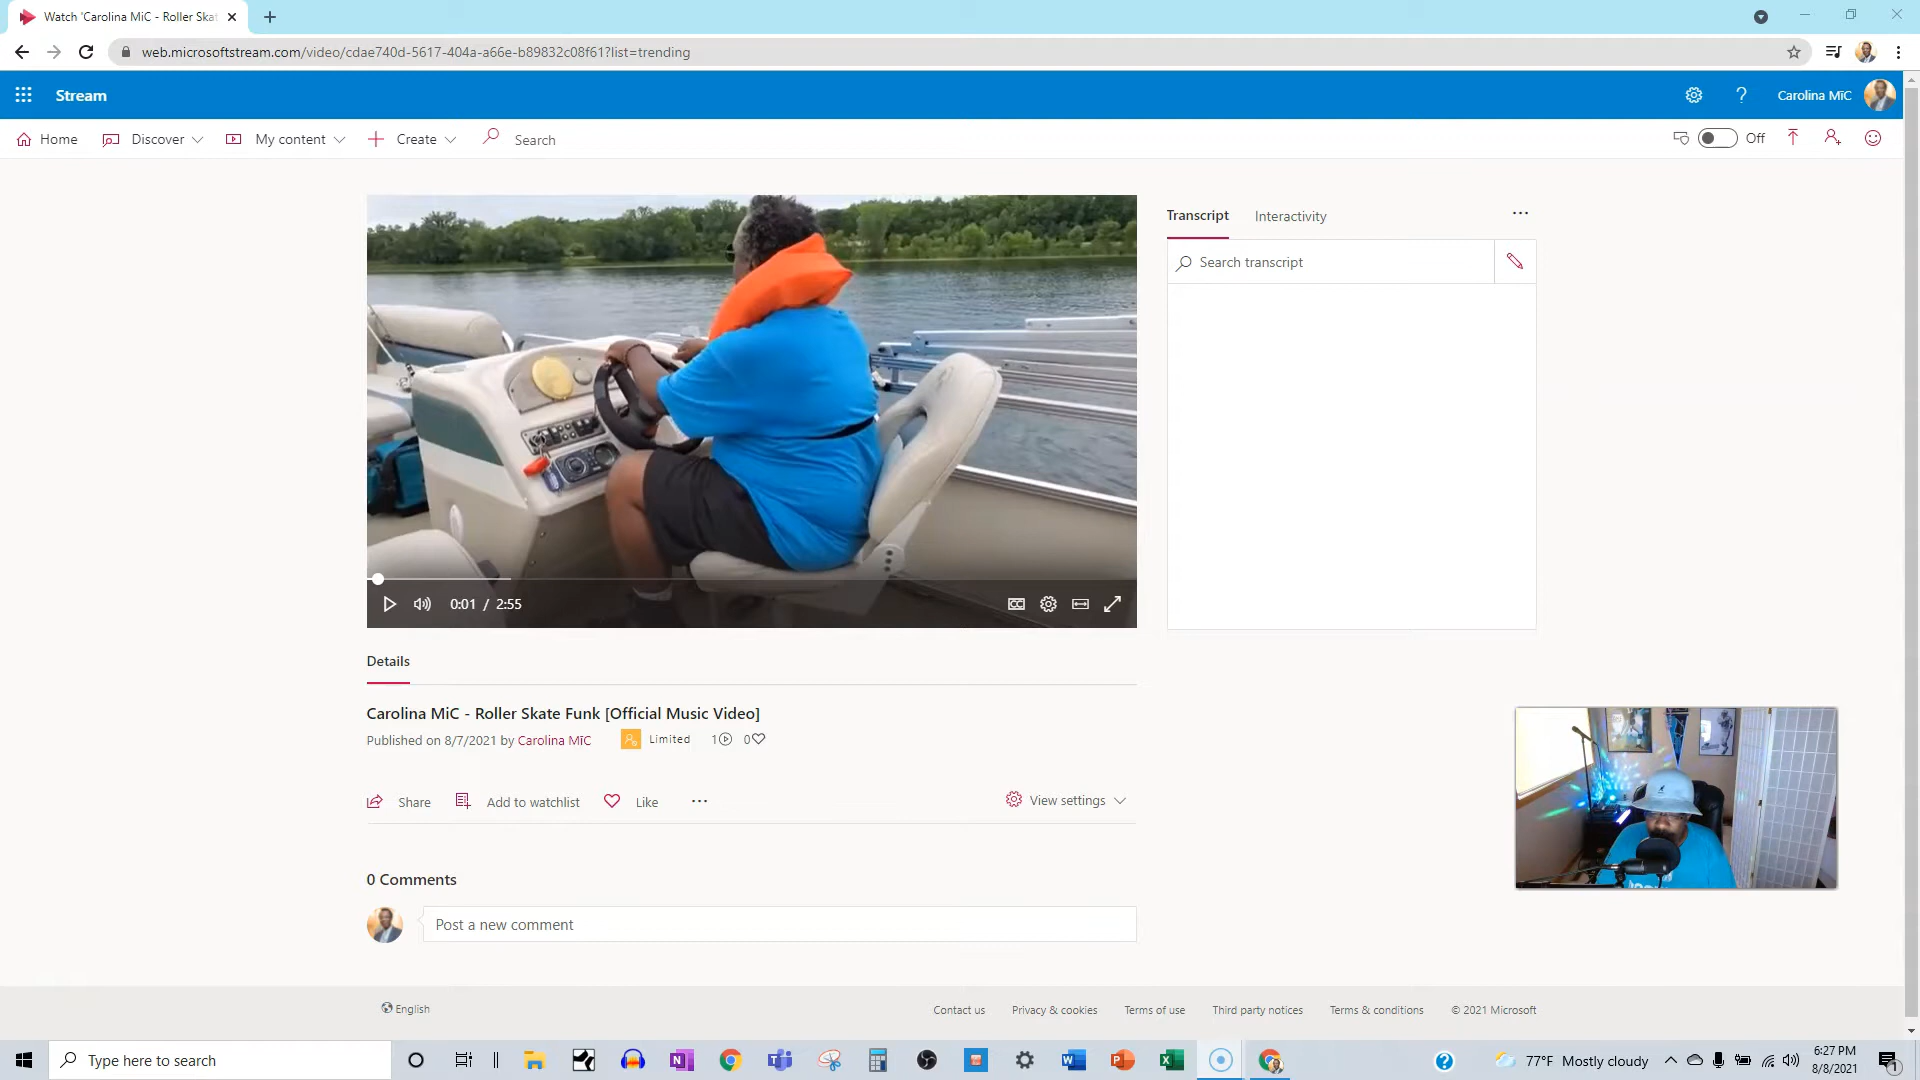 Watch 'Carolina MiC - Roller Skat
web.microsoftstream.com/video/cdae740d-5617-404a-a66e-b89832c08f61?list=trending
Stream
? Carolina MīC
Home Discover My content Create Search Off
Transcript Interactivity ...
Search transcript
0:01 / 2:55 CC
Details
Carolina MiC - Roller Skate Funk [Official Music Video]
Published on 8/7/2021 by Carolina MīC Limited 1 0
Share Add to watchlist Like ... View settings
0 Comments
Post a new comment
English Contact us Privacy & cookies Terms of use Third party notices Terms & conditions © 2021 Microsoft
Type here to search 77°F Mostly cloudy 6:27 PM
8/8/2021
1